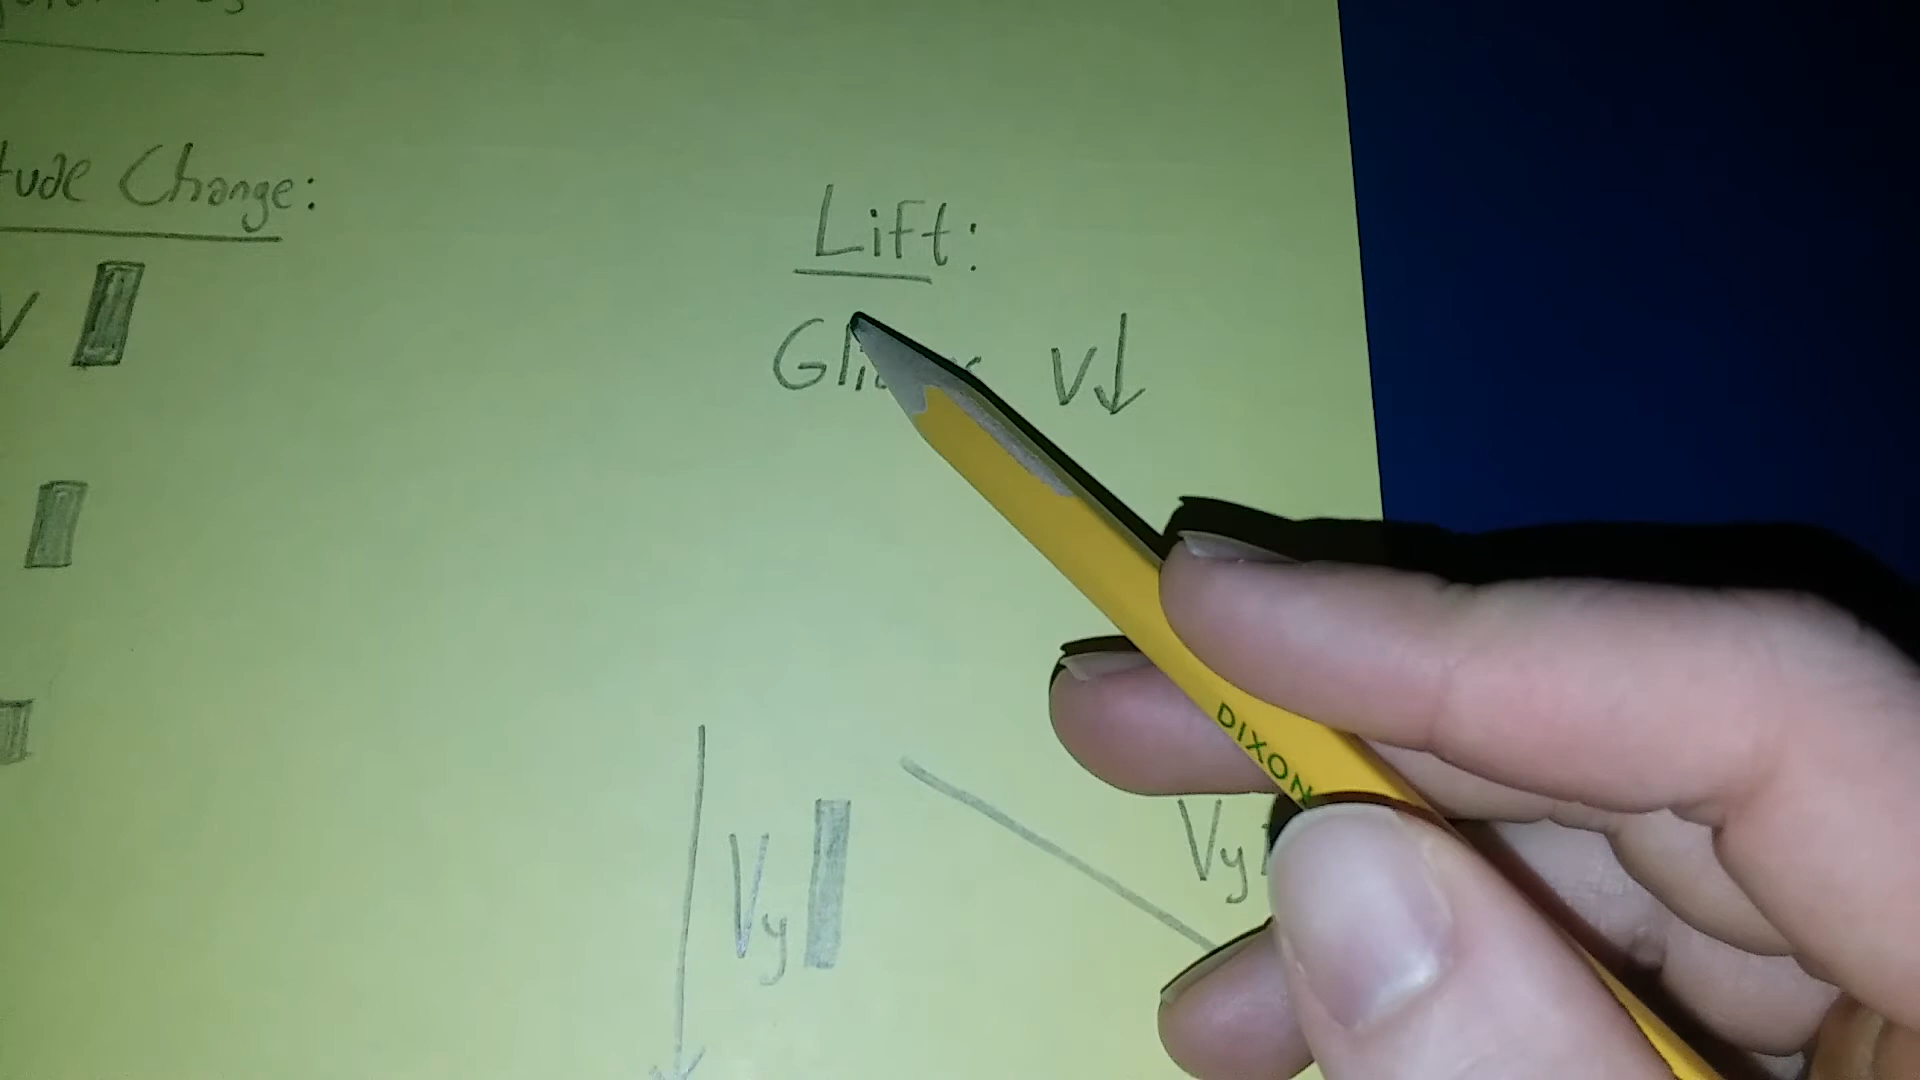 tude Change:
Lift:
V
V↓
Vy
Vy
DIXON